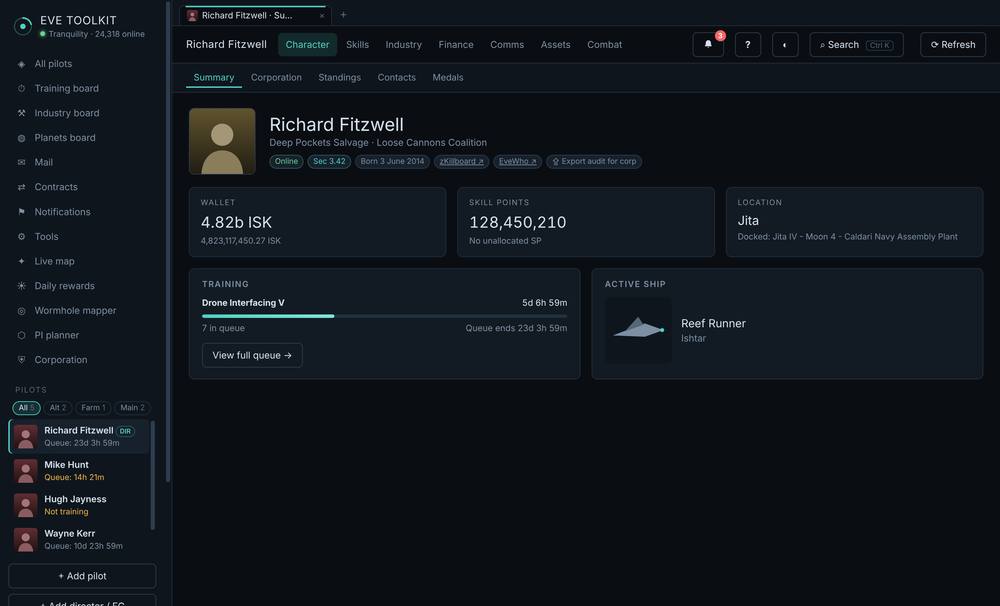 EVE TOOLKIT
Tranquility · 24,318 online
All pilots
Training board
Industry board
Planets board
Mail
Contracts
Notifications
Tools
Live map
Daily rewards
Wormhole mapper
PI planner
Corporation
PILOTS
All 5 Alt 2 Farm 1 Main 2
Richard Fitzwell DIR
Queue: 23d 3h 59m
Mike Hunt
Queue: 14h 21m
Hugh Jayness
Not training
Wayne Kerr
Queue: 10d 23h 59m
+ Add pilot
+ Add director / FC
Richard Fitzwell · Su... × +
Richard Fitzwell Character Skills Industry Finance Comms Assets Combat 3 ? Search Ctrl K Refresh
Summary Corporation Standings Contacts Medals
Richard Fitzwell
Deep Pockets Salvage · Loose Cannons Coalition
Online Sec 3.42 Born 3 June 2014 zKillboard ↗ EveWho ↗ Export audit for corp
WALLET
4.82b ISK
4,823,117,450.27 ISK
SKILL POINTS
128,450,210
No unallocated SP
LOCATION
Jita
Docked: Jita IV - Moon 4 - Caldari Navy Assembly Plant
TRAINING
Drone Interfacing V 5d 6h 59m
7 in queue Queue ends 23d 3h 59m
View full queue →
ACTIVE SHIP
Reef Runner
Ishtar